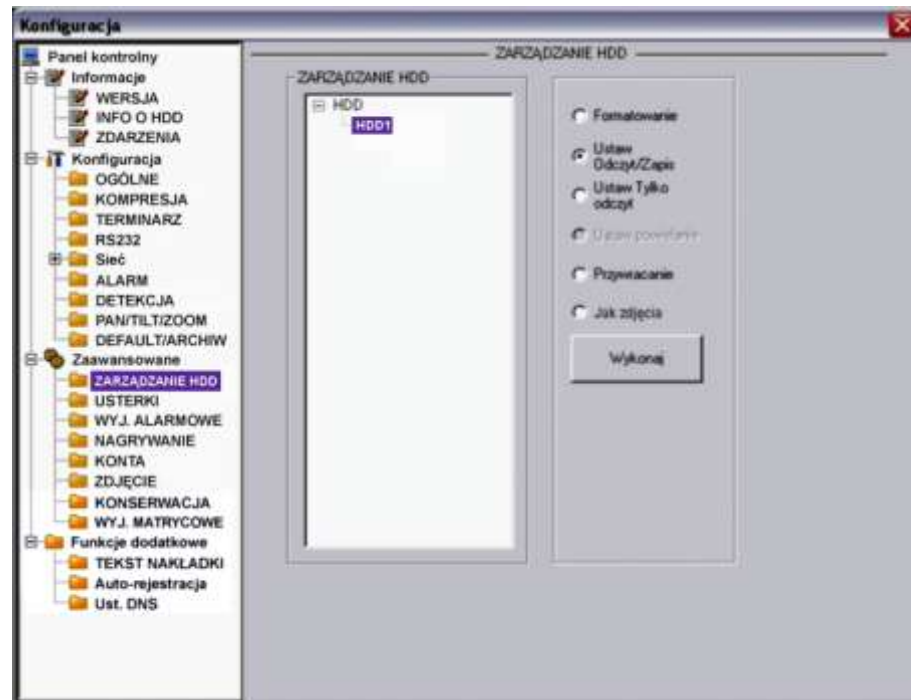 Konfiguracja
Panel kontrolny
Informacje
WERSJA
INFO O HDD
ZDARZENIA
Konfiguracja
OGÓLNE
KOMPRESJA
TERMINARZ
RS232
Sieć
ALARM
DETEKCJA
PAN/TILT/ZOOM
DEFAULT/ARCHIW
Zaawansowane
ZARZĄDZANIE HDD
USTERKI
WYJ. ALARMOWE
NAGRYWANIE
KONTA
ZDJĘCIE
KONSERWACJA
WYJ. MATRYCOWE
Funkcje dodatkowe
TEKST NAKŁADKI
Auto-rejestracja
Ust. DNS
ZARZĄDZANIE HDD
ZARZĄDZANIE HDD
HDD
HDD1
Formatowanie
Ustaw
Odczyt/Zapis
Ustaw Tylko
odczyt
Ustaw
Przywracanie
Jak zdjęcia
Wykonaj